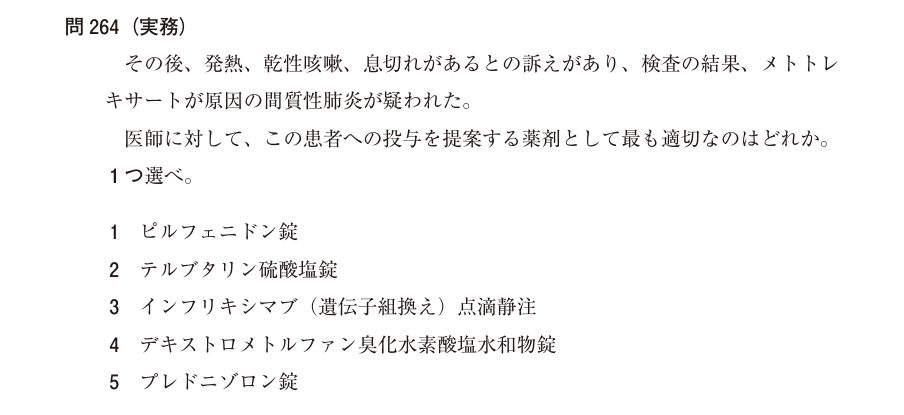 問 264（実務）
その後、発熱、乾性咳嗽、息切れがあるとの訴えがあり、検査の結果、メトトレ
キサートが原因の間質性肺炎が疑われた。
医師に対して、この患者への投与を提案する薬剤として最も適切なのはどれか。
1つ選べ。
1 ピルフェニドン錠
2 テルブタリン硫酸塩錠
3 インフリキシマブ（遺伝子組換え）点滴静注
4 デキストロメトルファン臭化水素酸塩水和物錠
5 プレドニゾロン錠